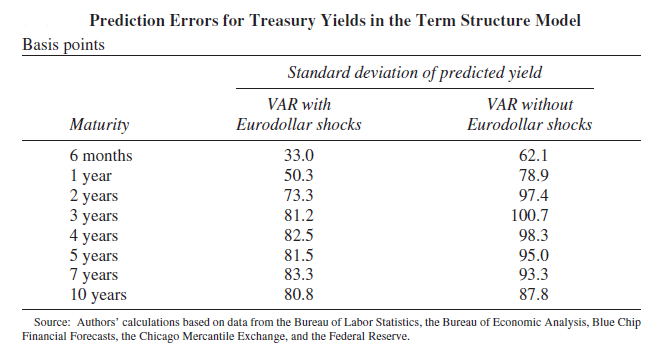 Prediction Errors for Treasury Yields in the Term Structure Model
Basis points
Standard deviation of predicted yield
VAR with VAR without
Maturity Eurodollar shocks Eurodollar shocks
6 months 33.0 62.1
1 year 50.3 78.9
2 years 73.3 97.4
3 years 81.2 100.7
4 years 82.5 98.3
5 years 81.5 95.0
7 years 83.3 93.3
10 years 80.8 87.8
Source: Authors’ calculations based on data from the Bureau of Labor Statistics, the Bureau of Economic Analysis, Blue Chip
Financial Forecasts, the Chicago Mercantile Exchange, and the Federal Reserve.